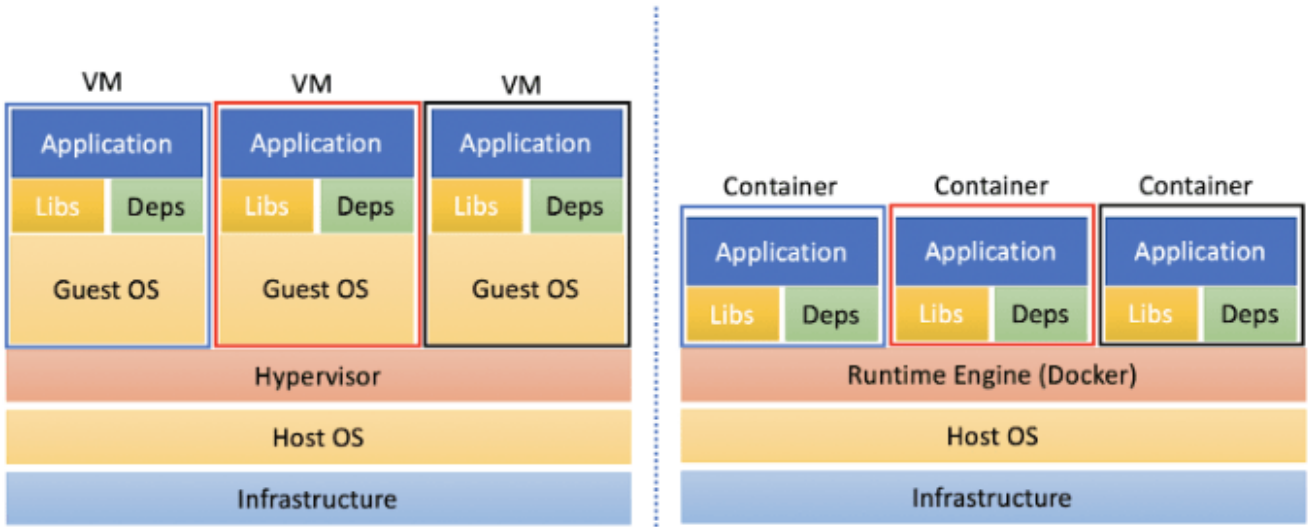 VM VM VM
Application Application Application
Libs Deps Libs Deps Libs Deps
Guest OS Guest OS Guest OS
Hypervisor
Host OS
Infrastructure
Container Container Container
Application Application Application
Libs Deps Libs Deps Libs Deps
Runtime Engine (Docker)
Host OS
Infrastructure